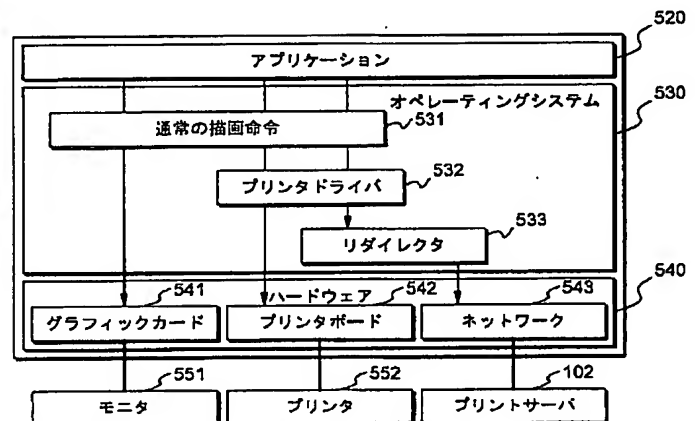 520
アプリケーション
オペレーティングシステム
530
通常の描画命令
531
プリンタドライバ
532
リダイレクタ
533
540
ハードウェア
541
542
543
グラフィックカード
プリンタボード
ネットワーク
551
552
102
モニタ
プリンタ
プリントサーバ